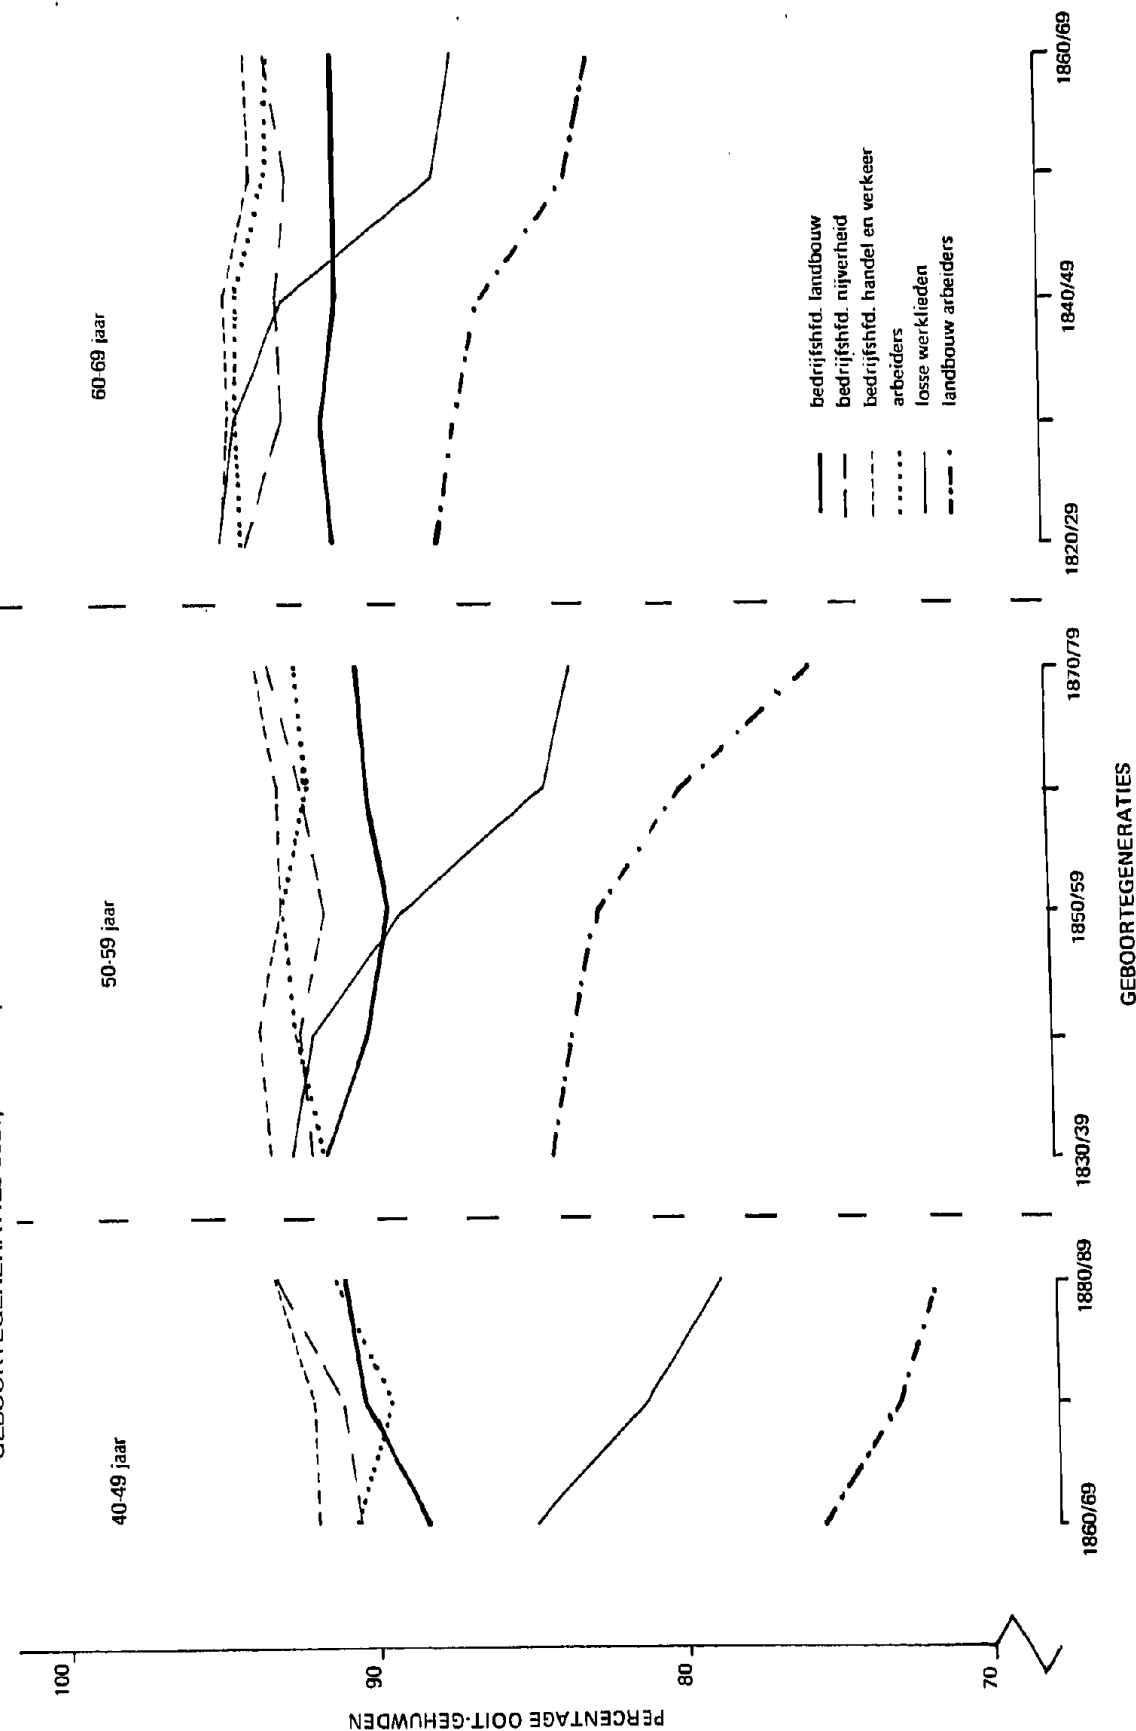 40-49 jaar
50-59 jaar
60-69 jaar
100
90
80
70
PERCENTAGE OOIT-GEHUWDEN
bedrijfshfd. landbouw
bedrijfshfd. nijverheid
bedrijfshfd. handel en verkeer
arbeiders
losse werklieden
landbouw arbeiders
1860/69
1880/89
1830/39
1850/59
1870/79
1820/29
1840/49
1860/69
GEBOORTEGENERATIES